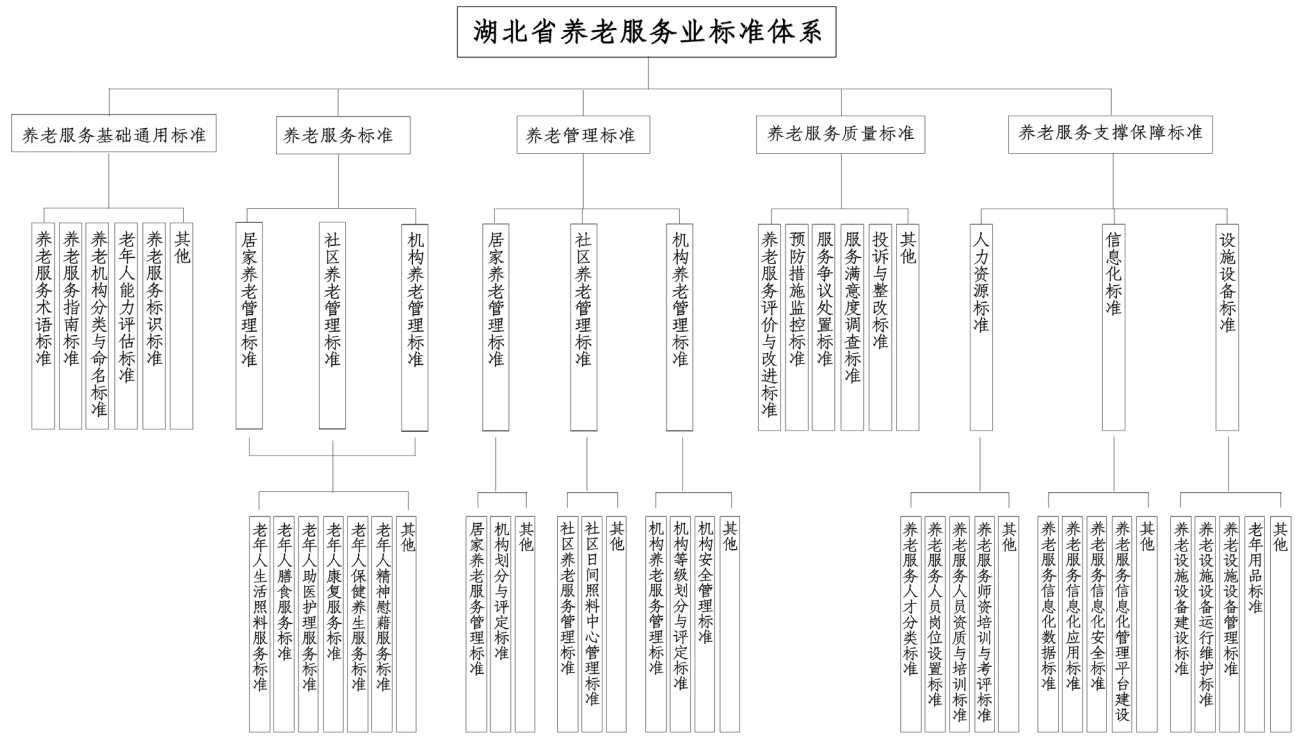 湖北省养老服务业标准体系
养老服务基础通用标准
养老服务标准
养老管理标准
养老服务质量标准
养老服务支撑保障标准
养老服务术语标准
养老服务指南标准
养老机构分类与命名标准
老年人能力评估标准
养老服务标识标准
其他
居家养老管理标准
社区养老管理标准
机构养老管理标准
居家养老管理标准
社区养老管理标准
机构养老管理标准
养老服务评价与改进标准
预防措施监控标准
服务争议处置标准
服务满意度调查标准
投诉与整改标准
其他
人力资源标准
信息化标准
设施设备标准
老年人生活照料服务标准
老年人膳食服务标准
老年人助医护理服务标准
老年人康复服务标准
老年人保健养生服务标准
老年人精神慰藉服务标准
其他
居家养老服务管理标准
机构划分与评定标准
其他
社区养老服务管理标准
社区日间照料中心管理标准
其他
机构养老服务管理标准
机构等级划分与评定标准
机构安全管理标准
其他
养老服务人才分类标准
养老服务人员岗位设置标准
养老服务人员资质与培训标准
养老服务师资培训与考评标准
其他
养老服务信息化数据标准
养老服务信息化应用标准
养老服务信息化安全标准
养老服务信息化管理平台建设
其他
养老设施设备建设标准
养老设施设备运行维护标准
养老设施设备管理标准
老年用品标准
其他